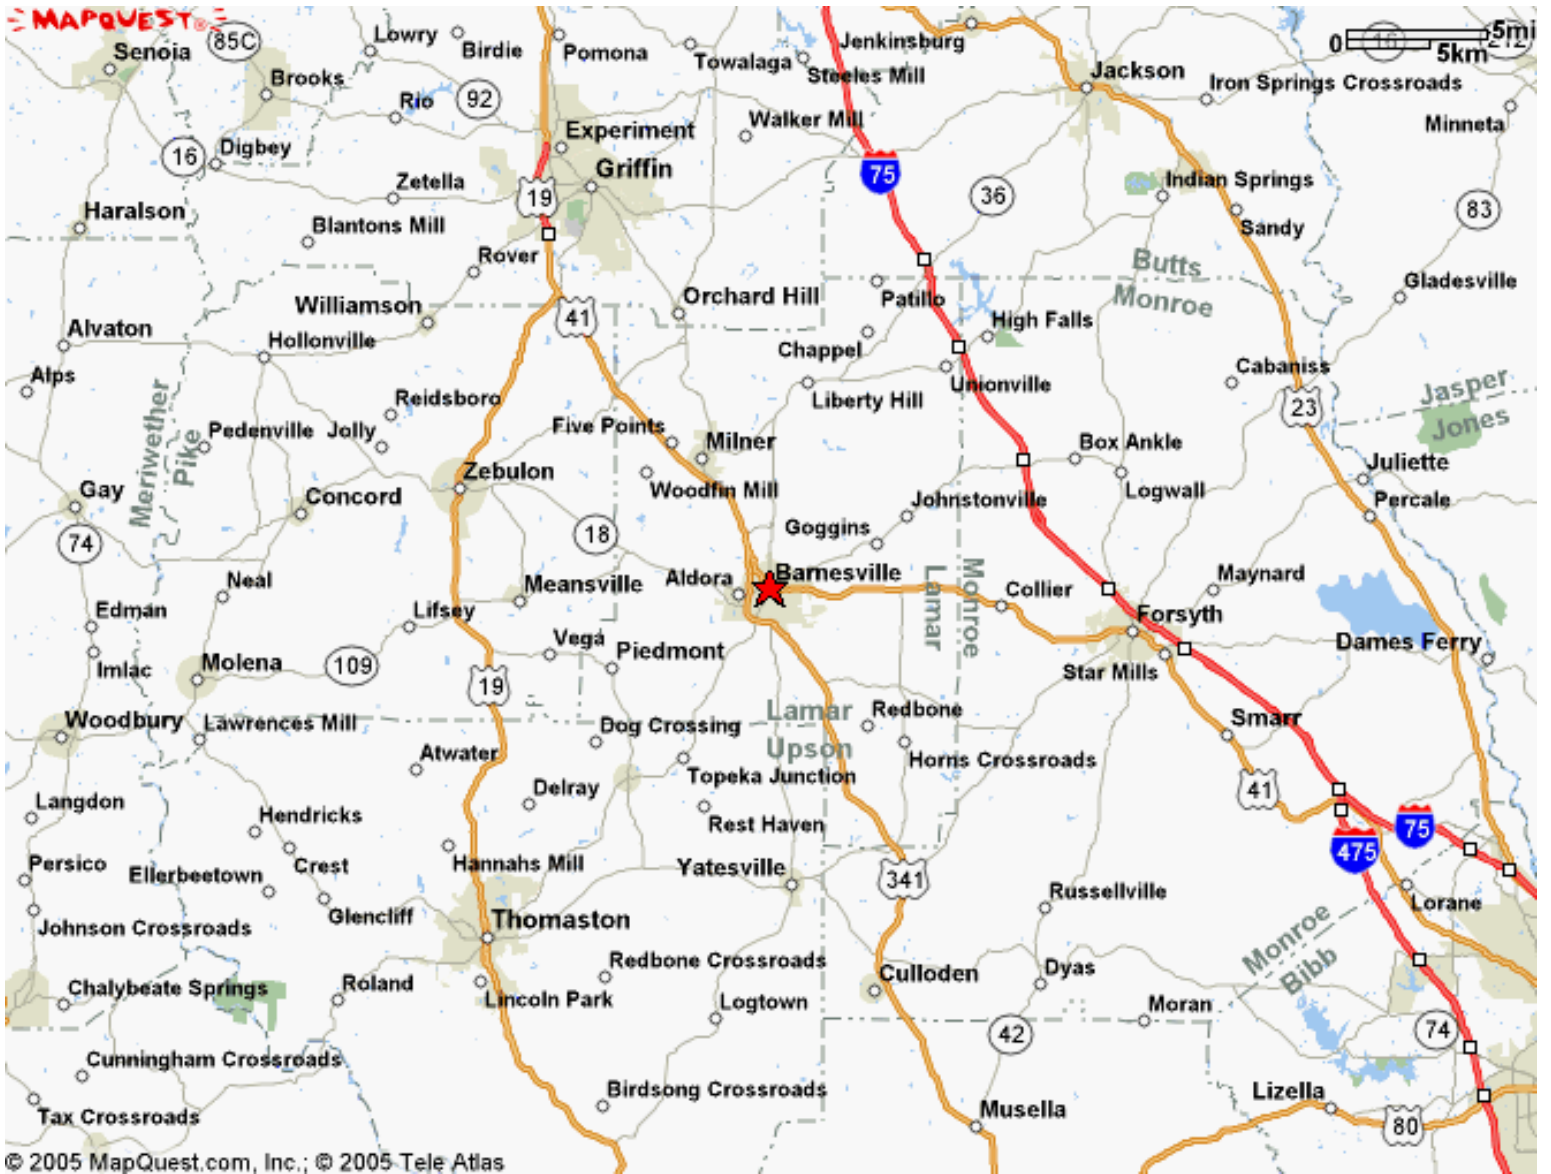 MAPQUEST®
85C
Lowry
Birdie
Pomona
Jenkinsburg
0
5mi
16
212
5km
Senoia
Towalaga
Steeles Mill
Jackson
Iron Springs Crossroads
Brooks
Rio
92
Walker Mill
Minneta
Experiment
16
Digbey
Griffin
75
Zetella
19
36
Indian Springs
83
Haralson
Blantons Mill
Sandy
Rover
Butts
Gladesville
Williamson
Orchard Hill
Patillo
Monroe
41
Alvaton
Hollonville
High Falls
Chappel
Alps
Cabaniss
Unionville
Reidsboro
Liberty Hill
23
Jasper
Jones
Meriwether
Pike
Pedenville
Jolly
Five Points
Milner
Box Ankle
Juliette
Zebulon
Gay
Concord
Woodfin Mill
Johnstonville
Logwall
Percale
74
18
Goggins
Neal
Meansville
Aldora
Barnesville
Lamar
Monroe
Collier
Maynard
Edman
Lifsey
Forsyth
Imlac
Molena
109
Vega
Piedmont
Dames Ferry
19
Star Mills
Woodbury
Lawrences Mill
Dog Crossing
Lamar
Upson
Redbone
Smarr
Atwater
Horns Crossroads
Topeka Junction
Langdon
Delray
41
Hendricks
Rest Haven
75
475
Persico
Ellerbeetown
Crest
Hannahs Mill
Yatesville
341
Russellville
Lorane
Johnson Crossroads
Glencliff
Thomaston
Monroe
Bibb
Redbone Crossroads
Culloden
Dyas
Chalybeate Springs
Roland
Lincoln Park
Logtown
Moran
42
74
Cunningham Crossroads
Birdsong Crossroads
Lizella
Tax Crossroads
Musella
80
© 2005 MapQuest.com, Inc.; © 2005 Tele Atlas